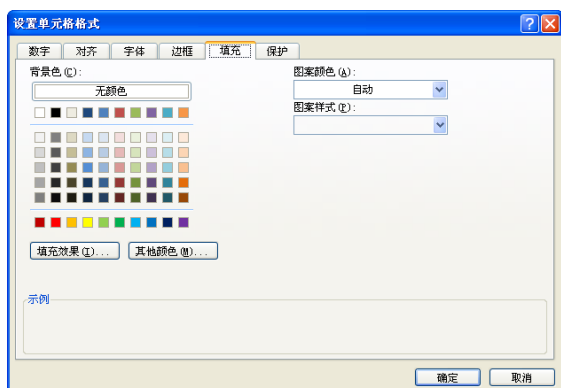 设置单元格格式
数字 对齐 字体 边框 填充 保护
背景色(C):
无颜色
图案颜色(A):
自动
图案样式(P):
填充效果(I)... 其他颜色(M)...
示例
确定 取消